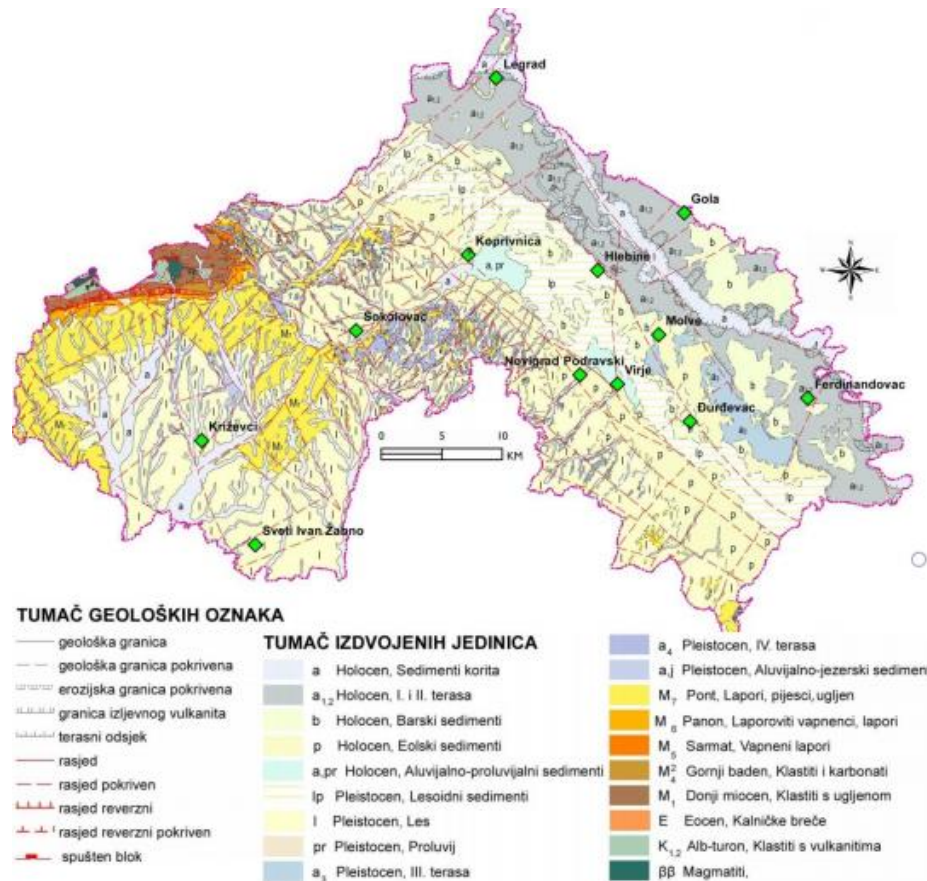 Legrad
Gola
Koprivnica
Hlebine
Sokolovac
Molve
Novigrad Podravski
Virje
Ferdinandovac
Đurđevac
Križevci
Sveti Ivan Žabno
0 5 10
KM
TUMAČ GEOLOŠKIH OZNAKA
geološka granica
geološka granica pokrivena
erozijska granica pokrivena
granica izljevnog vulkanita
terasni odsjek
rasjed
rasjed pokriven
rasjed reverzni
rasjed reverzni pokriven
spušten blok
TUMAČ IZDVOJENIH JEDINICA
a Holocen, Sedimenti korita
a1,2 Holocen, I. i II. terasa
b Holocen, Barski sedimenti
p Holocen, Eolski sedimenti
a,pr Holocen, Aluvijalno-proluvijalni sedimenti
lp Pleistocen, Lesoidni sedimenti
l Pleistocen, Les
pr Pleistocen, Proluvij
a3 Pleistocen, III. terasa
a4 Pleistocen, IV. terasa
a,j Pleistocen, Aluvijalno-jezerski sedimen
M7 Pont, Lapori, pijesci, ugljen
M6 Panon, Laporoviti vapnenci, lapori
M5 Sarmat, Vapneni lapori
M4² Gornji baden, Klastiti i karbonati
M1 Donji miocen, Klastiti s ugljenom
E Eocen, Kalničke breče
K1,2 Alb-turon, Klastiti s vulkanitima
ββ Magmatiti,